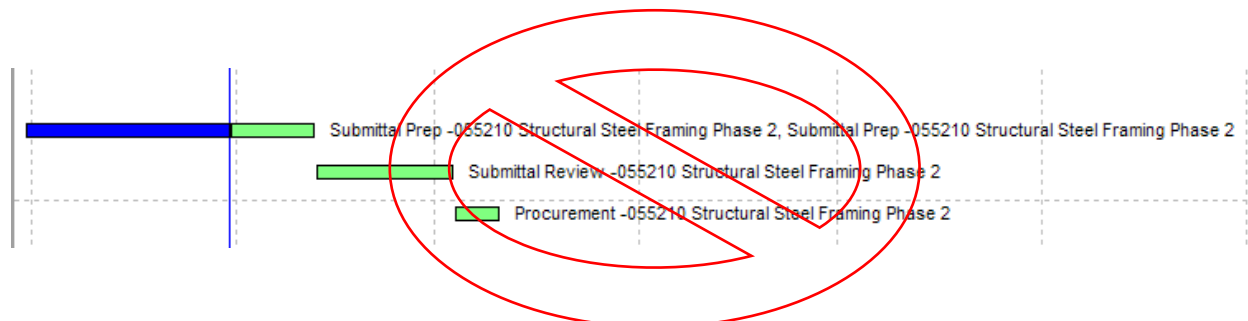 Submittal Prep -055210 Structural Steel Framing Phase 2, Submittal Prep -055210 Structural Steel Framing Phase 2
Submittal Review -055210 Structural Steel Framing Phase 2
Procurement -055210 Structural Steel Framing Phase 2